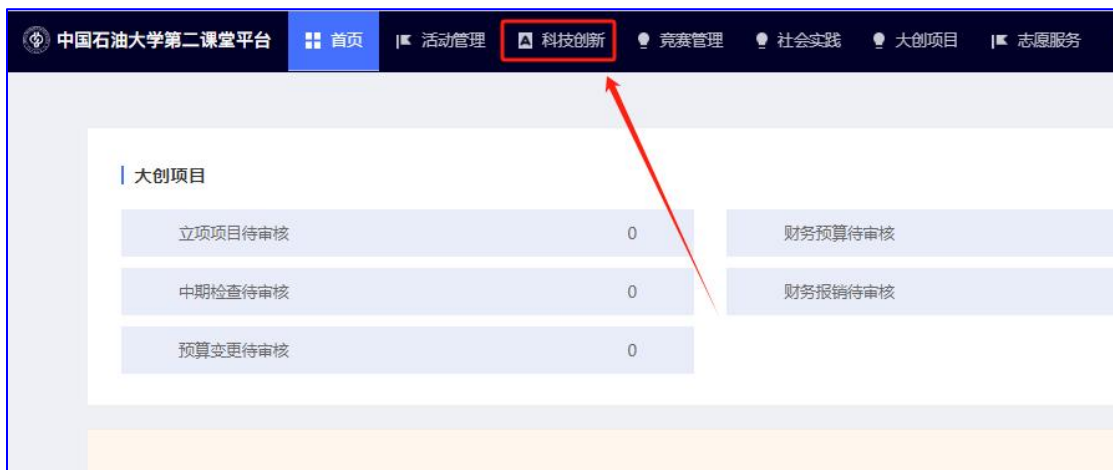 中国石油大学第二课堂平台 首页 活动管理 科技创新 竞赛管理 社会实践 大创项目 志愿服务
大创项目
立项项目待审核 0 财务预算待审核
中期检查待审核 0 财务报销待审核
预算变更待审核 0